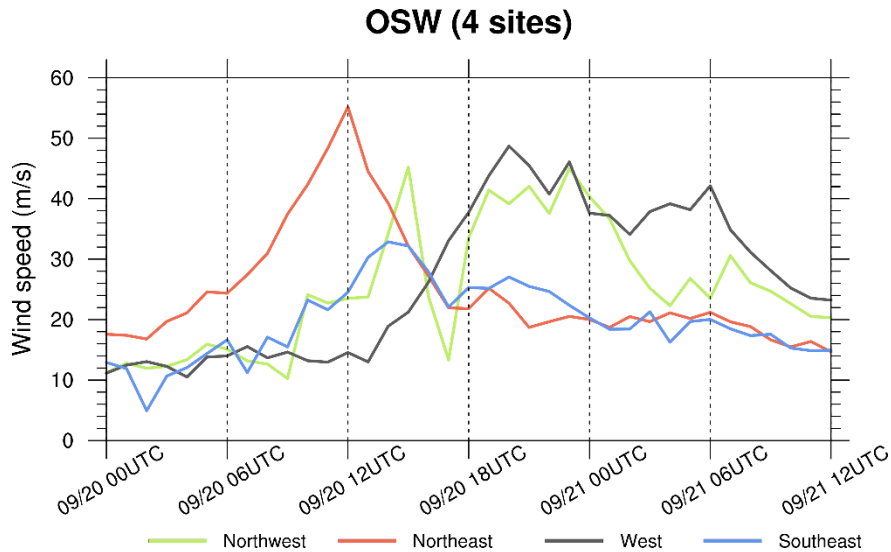 OSW (4 sites)
Wind speed (m/s)
60
50
40
30
20
10
0
09/20 00UTC
09/20 06UTC
09/20 12UTC
09/20 18UTC
09/21 00UTC
09/21 06UTC
09/21 12UTC
Northwest Northeast West Southeast